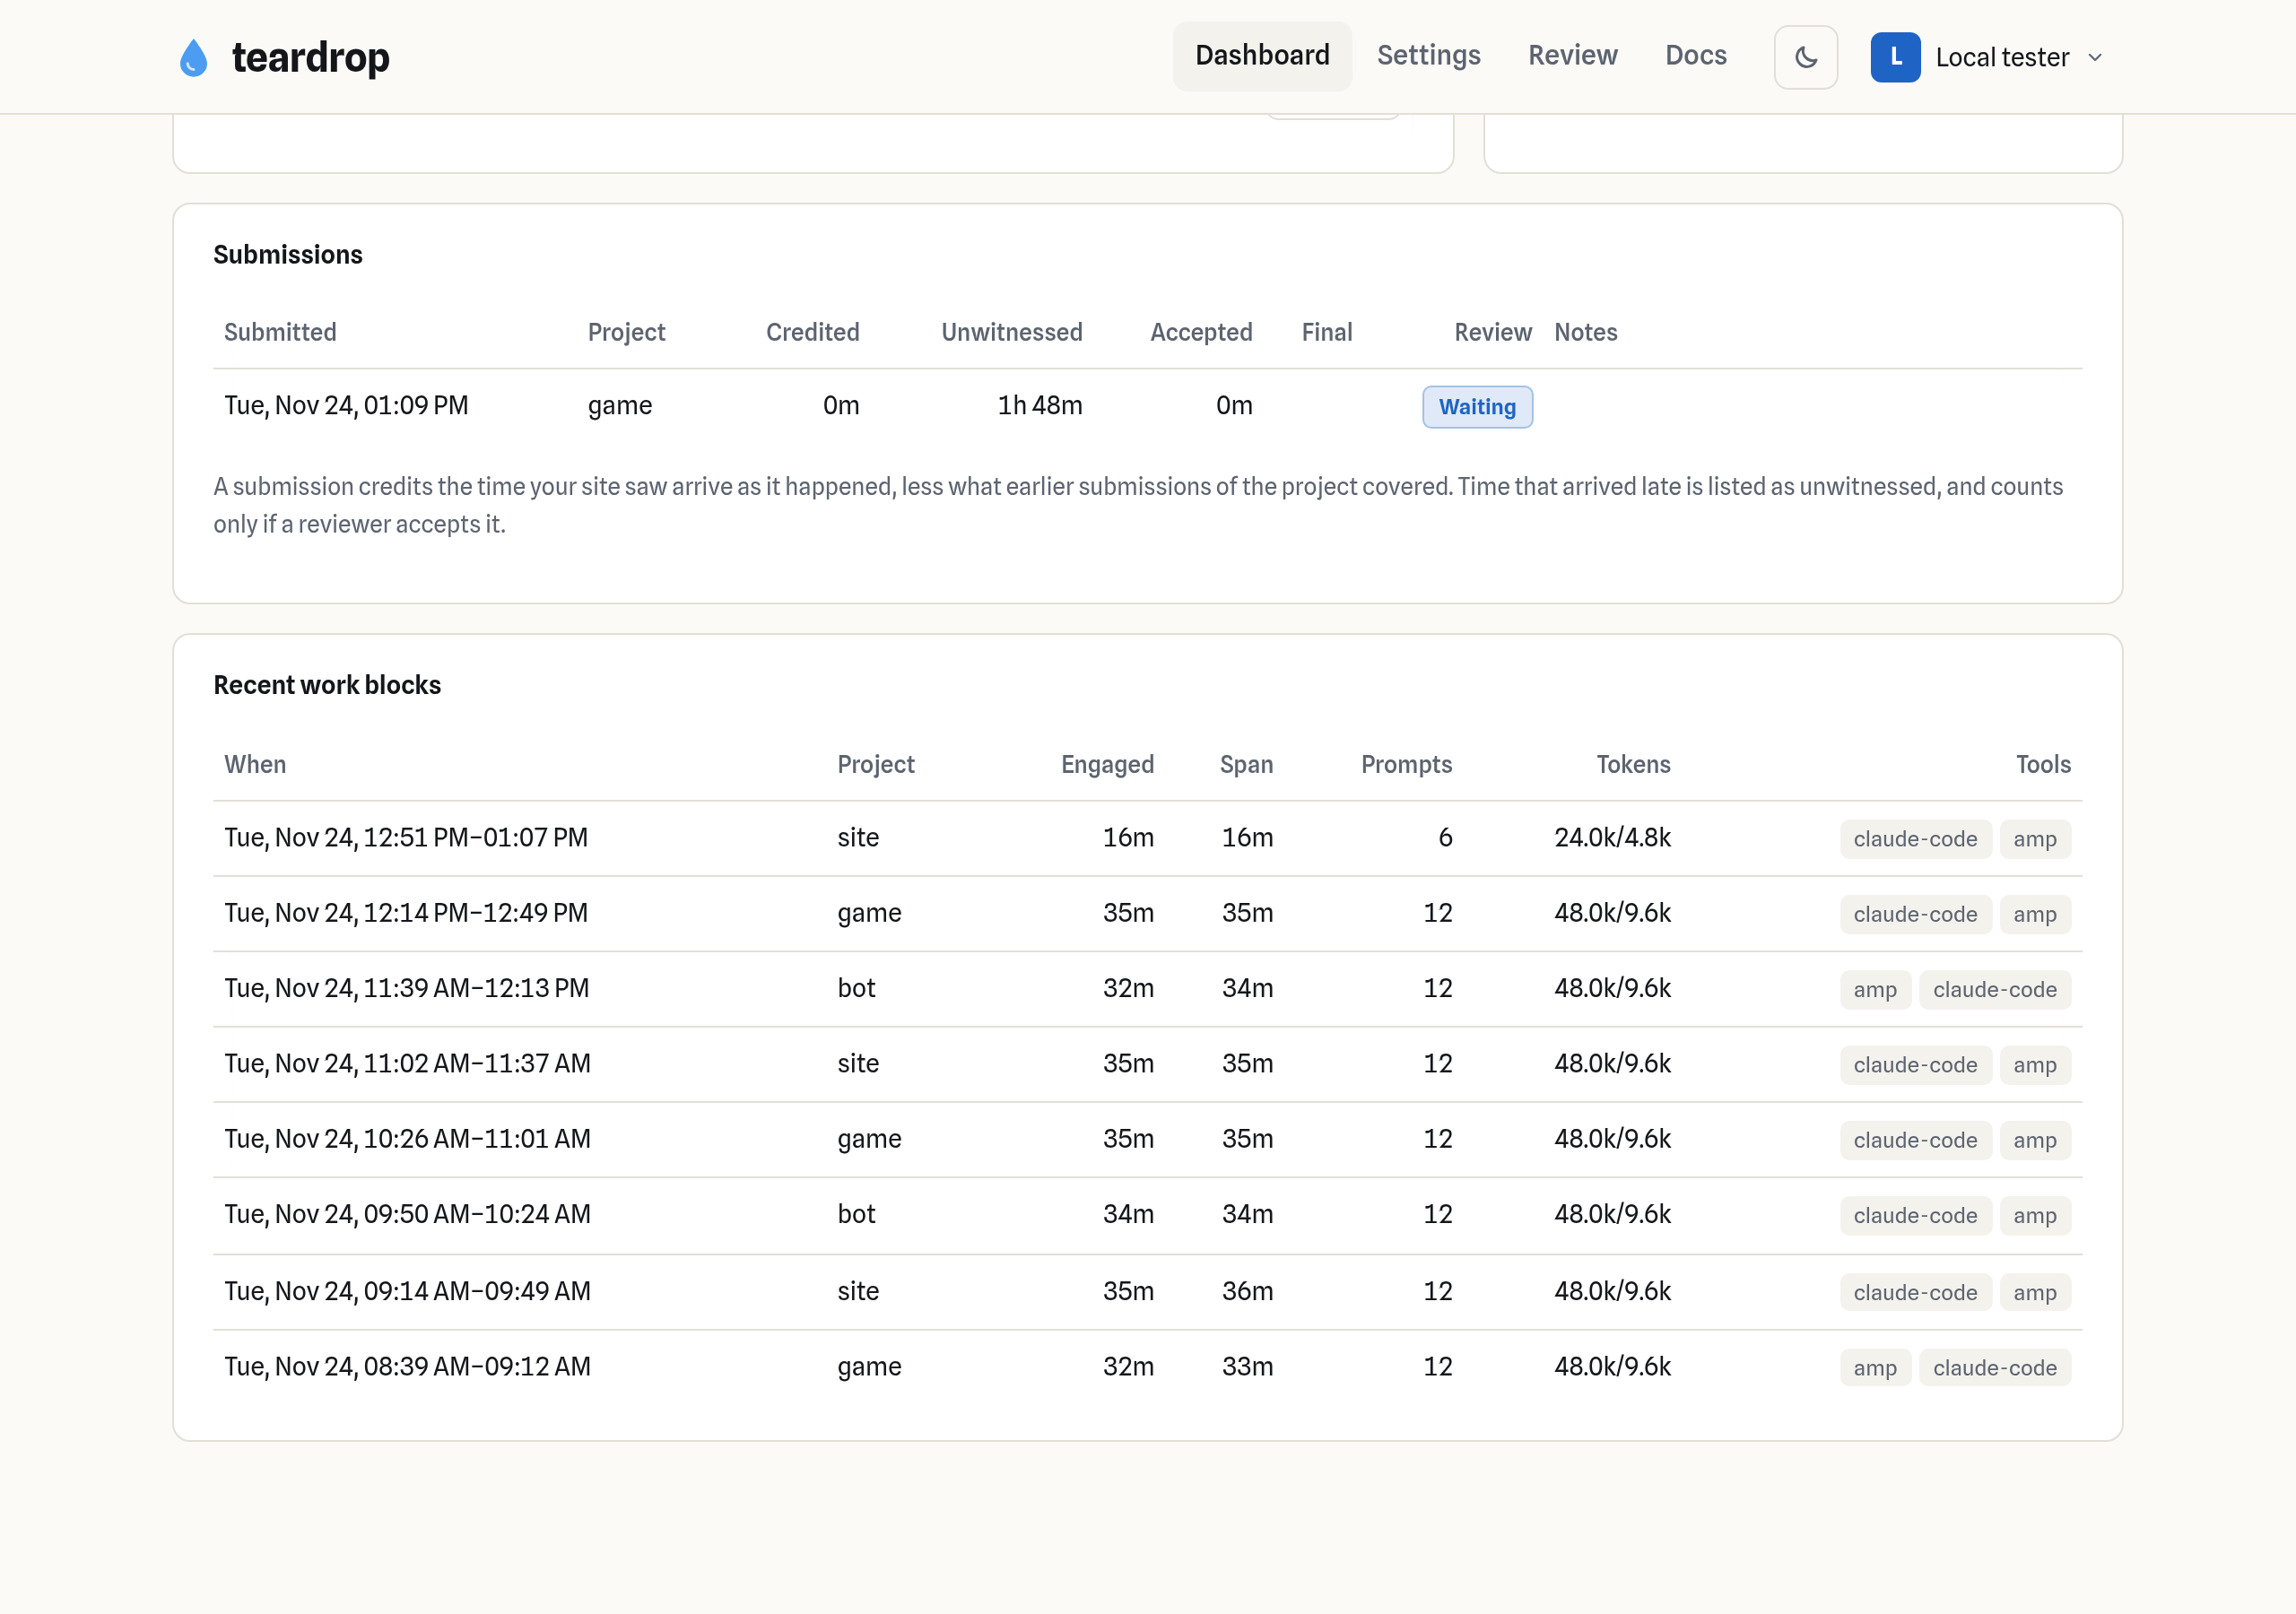 teardrop
Dashboard Settings Review Docs L Local tester
Submissions
Submitted Project Credited Unwitnessed Accepted Final Review Notes
Tue, Nov 24, 01:09 PM game 0m 1h 48m 0m Waiting
A submission credits the time your site saw arrive as it happened, less what earlier submissions of the project covered. Time that arrived late is listed as unwitnessed, and counts
only if a reviewer accepts it.
Recent work blocks
When Project Engaged Span Prompts Tokens Tools
Tue, Nov 24, 12:51 PM–01:07 PM site 16m 16m 6 24.0k/4.8k claude-code amp
Tue, Nov 24, 12:14 PM–12:49 PM game 35m 35m 12 48.0k/9.6k claude-code amp
Tue, Nov 24, 11:39 AM–12:13 PM bot 32m 34m 12 48.0k/9.6k amp claude-code
Tue, Nov 24, 11:02 AM–11:37 AM site 35m 35m 12 48.0k/9.6k claude-code amp
Tue, Nov 24, 10:26 AM–11:01 AM game 35m 35m 12 48.0k/9.6k claude-code amp
Tue, Nov 24, 09:50 AM–10:24 AM bot 34m 34m 12 48.0k/9.6k claude-code amp
Tue, Nov 24, 09:14 AM–09:49 AM site 35m 36m 12 48.0k/9.6k claude-code amp
Tue, Nov 24, 08:39 AM–09:12 AM game 32m 33m 12 48.0k/9.6k amp claude-code